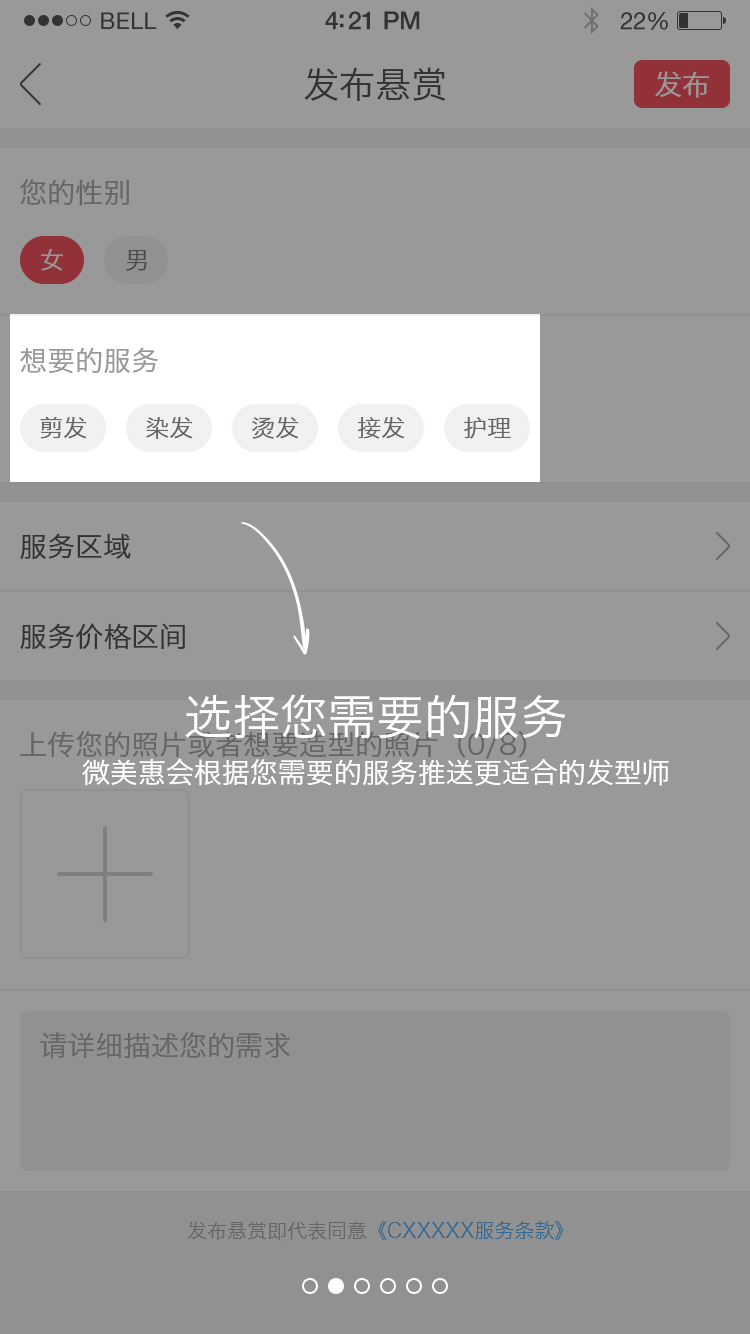 BELL 4:21 PM 22%
发布悬赏 发布
您的性别
女 男
想要的服务
剪发 染发 烫发 接发 护理
服务区域
服务价格区间
选择您需要的服务
上传您的照片或者想要造型的照片（0/8）
微美惠会根据您需要的服务推送更适合的发型师
请详细描述您的需求
发布悬赏即代表同意《CXXXXX服务条款》